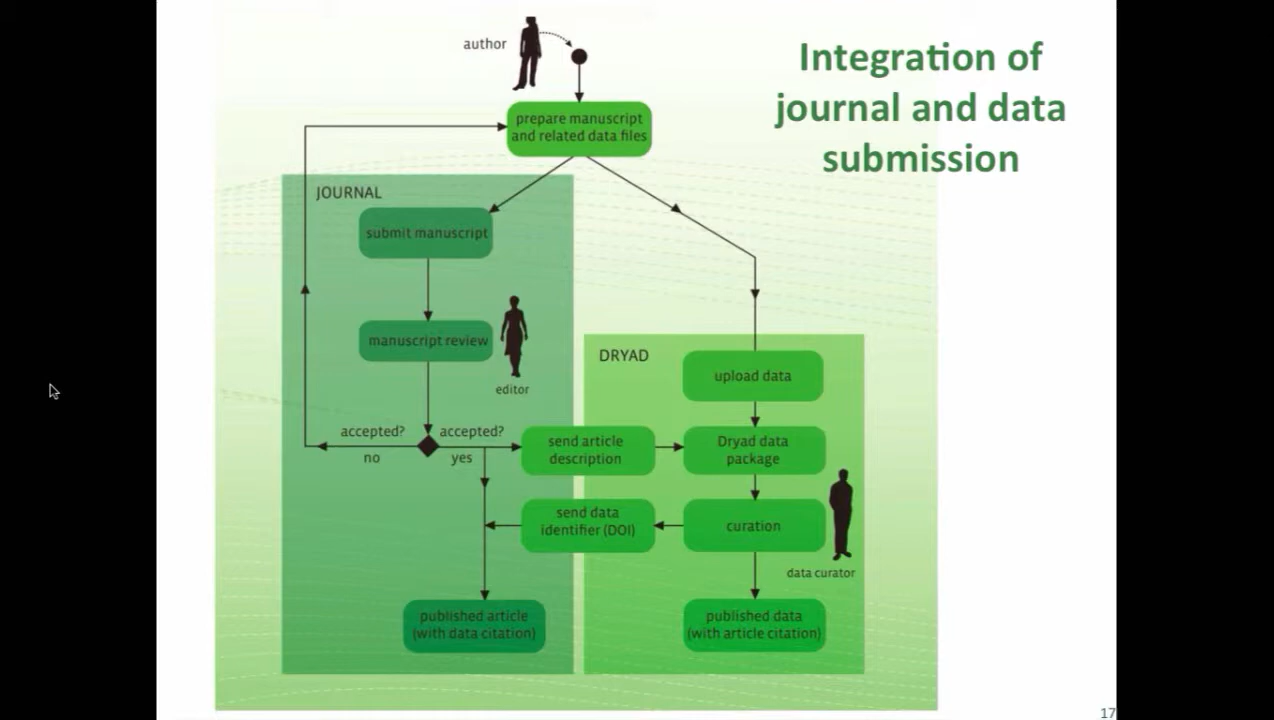 author
Integration of
journal and data
submission
prepare manuscript
and related data files
JOURNAL
submit manuscript
manuscript review
editor
DRYAD
upload data
accepted?
no
accepted?
yes
send article
description
Dryad data
package
send data
identifier (DOI)
curation
data curator
published article
(with data citation)
published data
(with article citation)
17